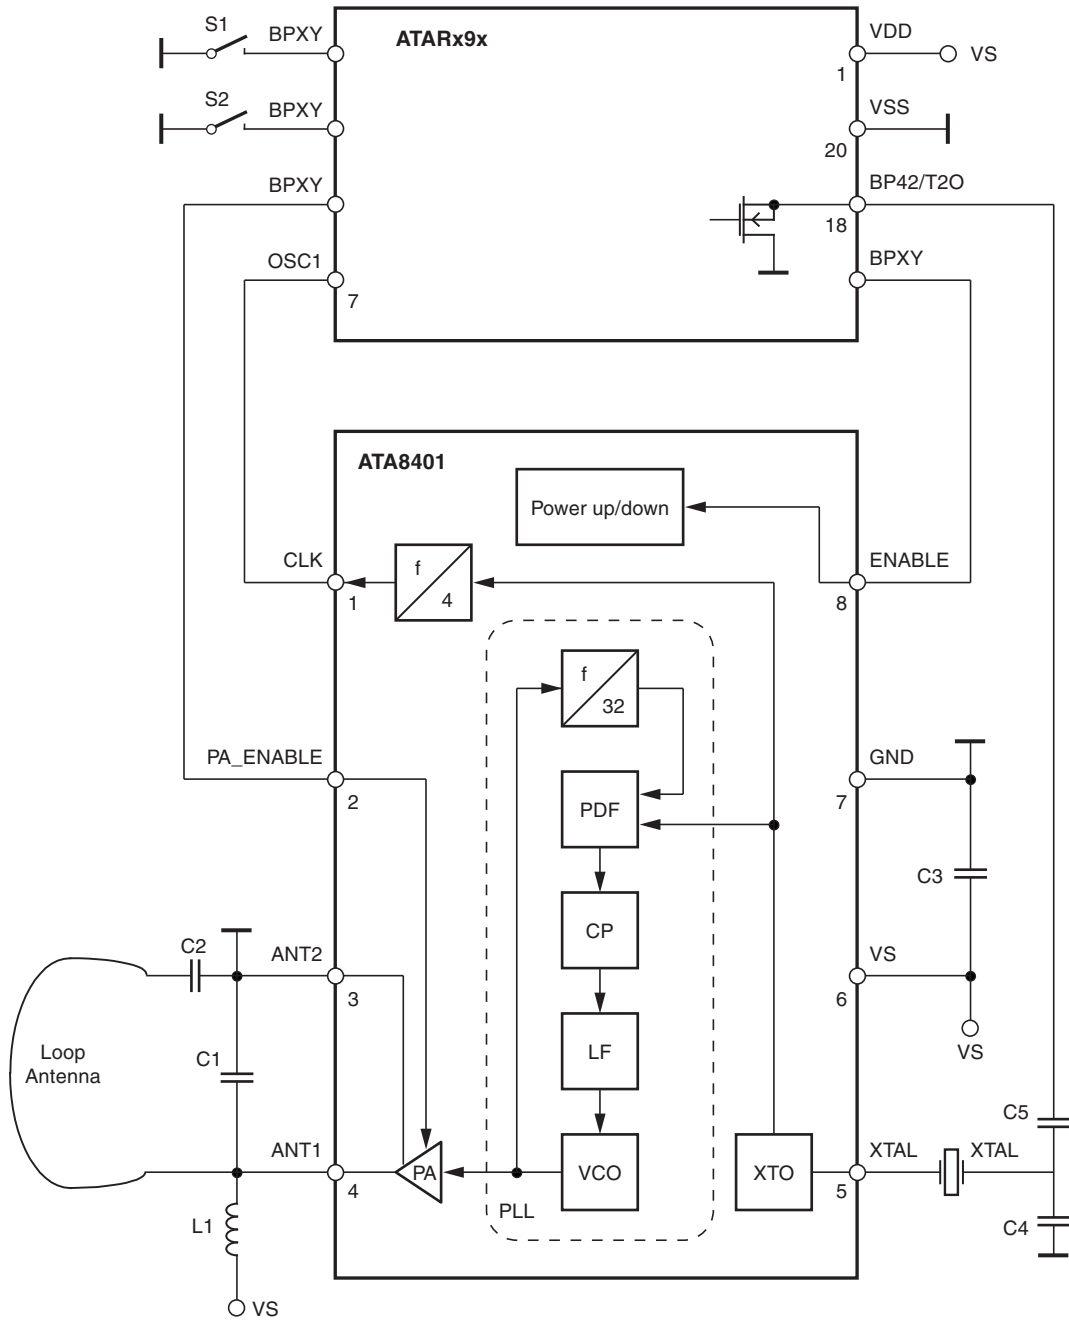 S1
BPXY
ATARx9x
VDD
1
VS
S2
BPXY
VSS
20
BPXY
BP42/T2O
18
OSC1
7
BPXY
ATA8401
Power up/down
CLK
1
f
4
ENABLE
8
f
32
PA_ENABLE
2
PDF
GND
7
C3
CP
C2
ANT2
3
VS
6
VS
Loop
Antenna
C1
LF
C5
ANT1
4
PA
VCO
XTO
XTAL
5
XTAL
PLL
L1
C4
VS